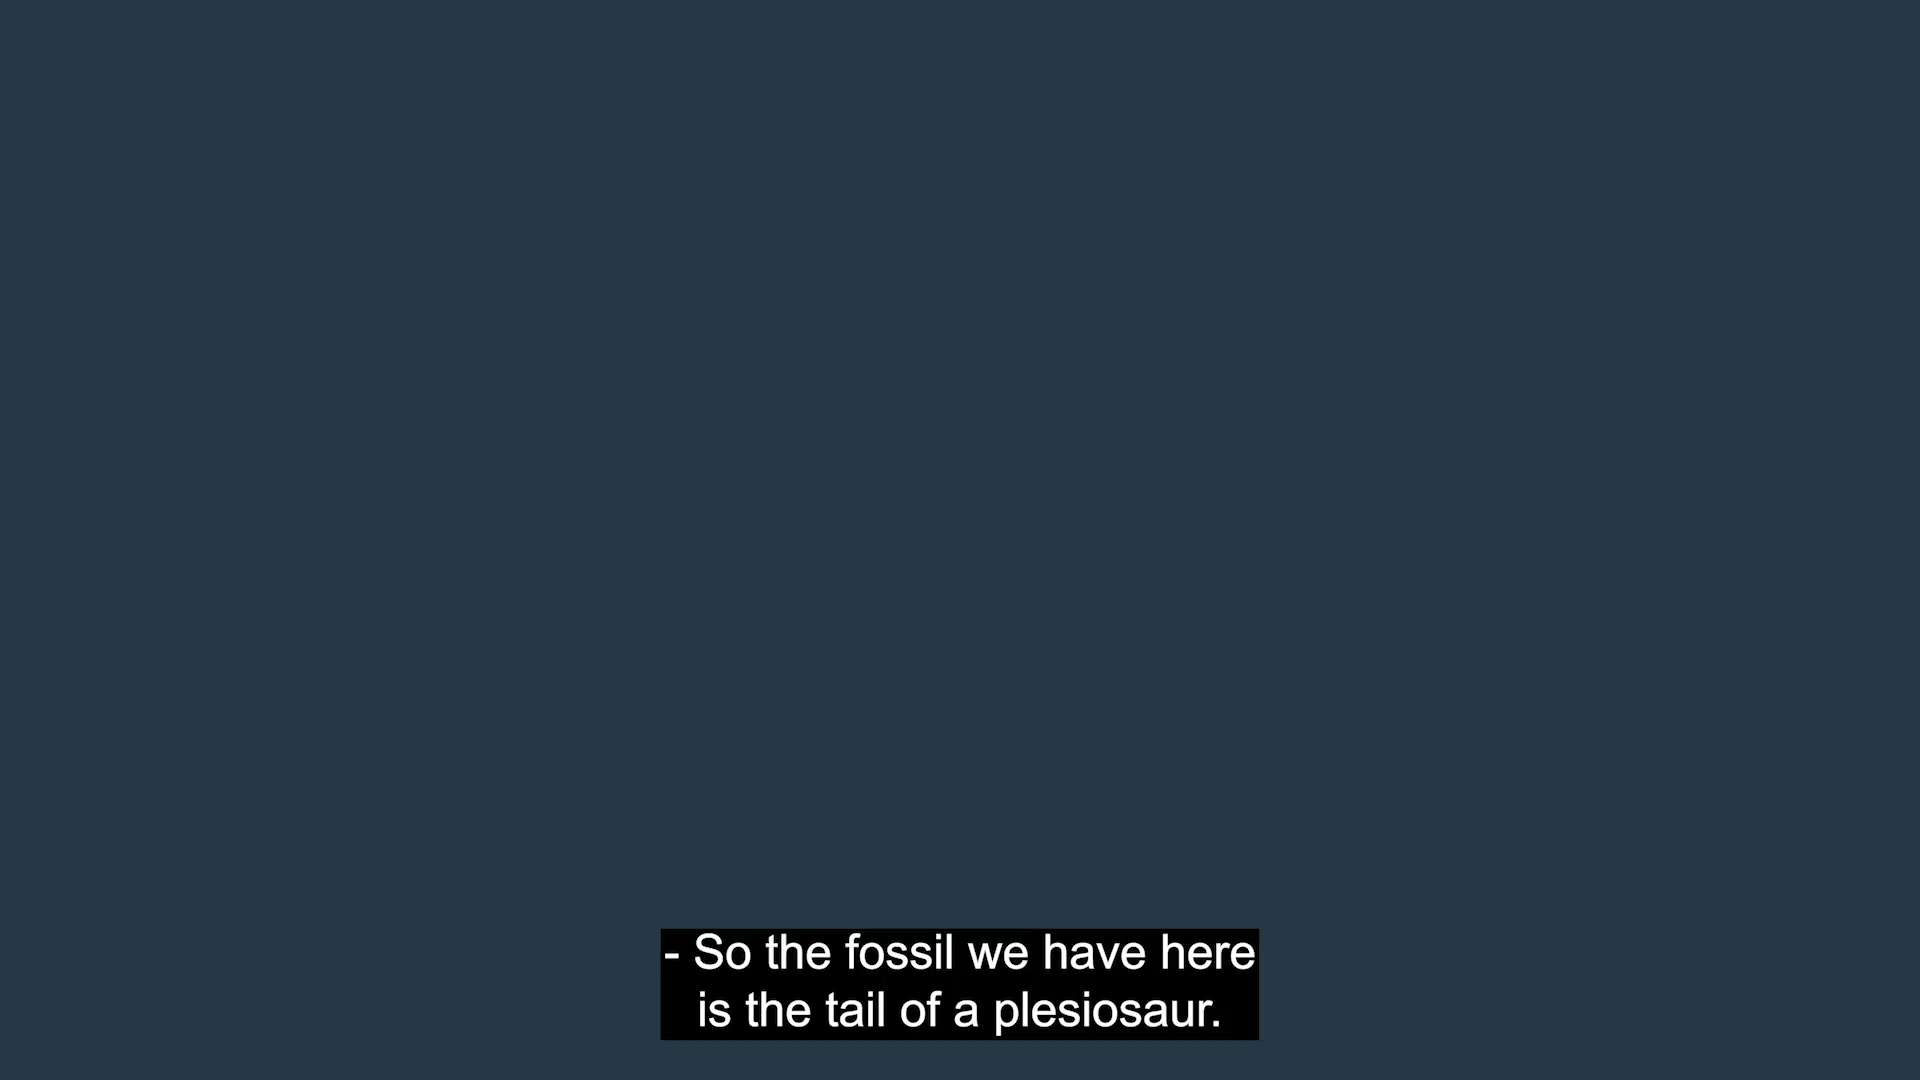 - So the fossil we have here
is the tail of a plesiosaur.